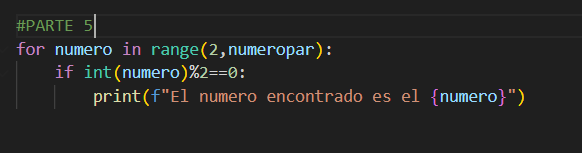 #PARTE 5
for numero in range(2,numeropar):
    if int(numero)%2==0:
        print(f"El numero encontrado es el {numero}")